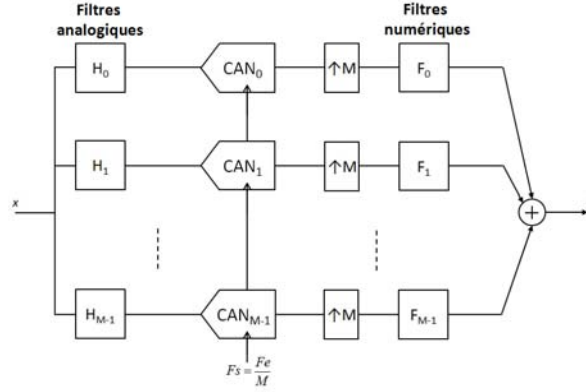 Filtres
analogiques
Filtres
numériques
H0
CAN0
↑M
F0
H1
CAN1
↑M
F1
x
+
HM-1
CANM-1
↑M
FM-1
Fs = Fe/M